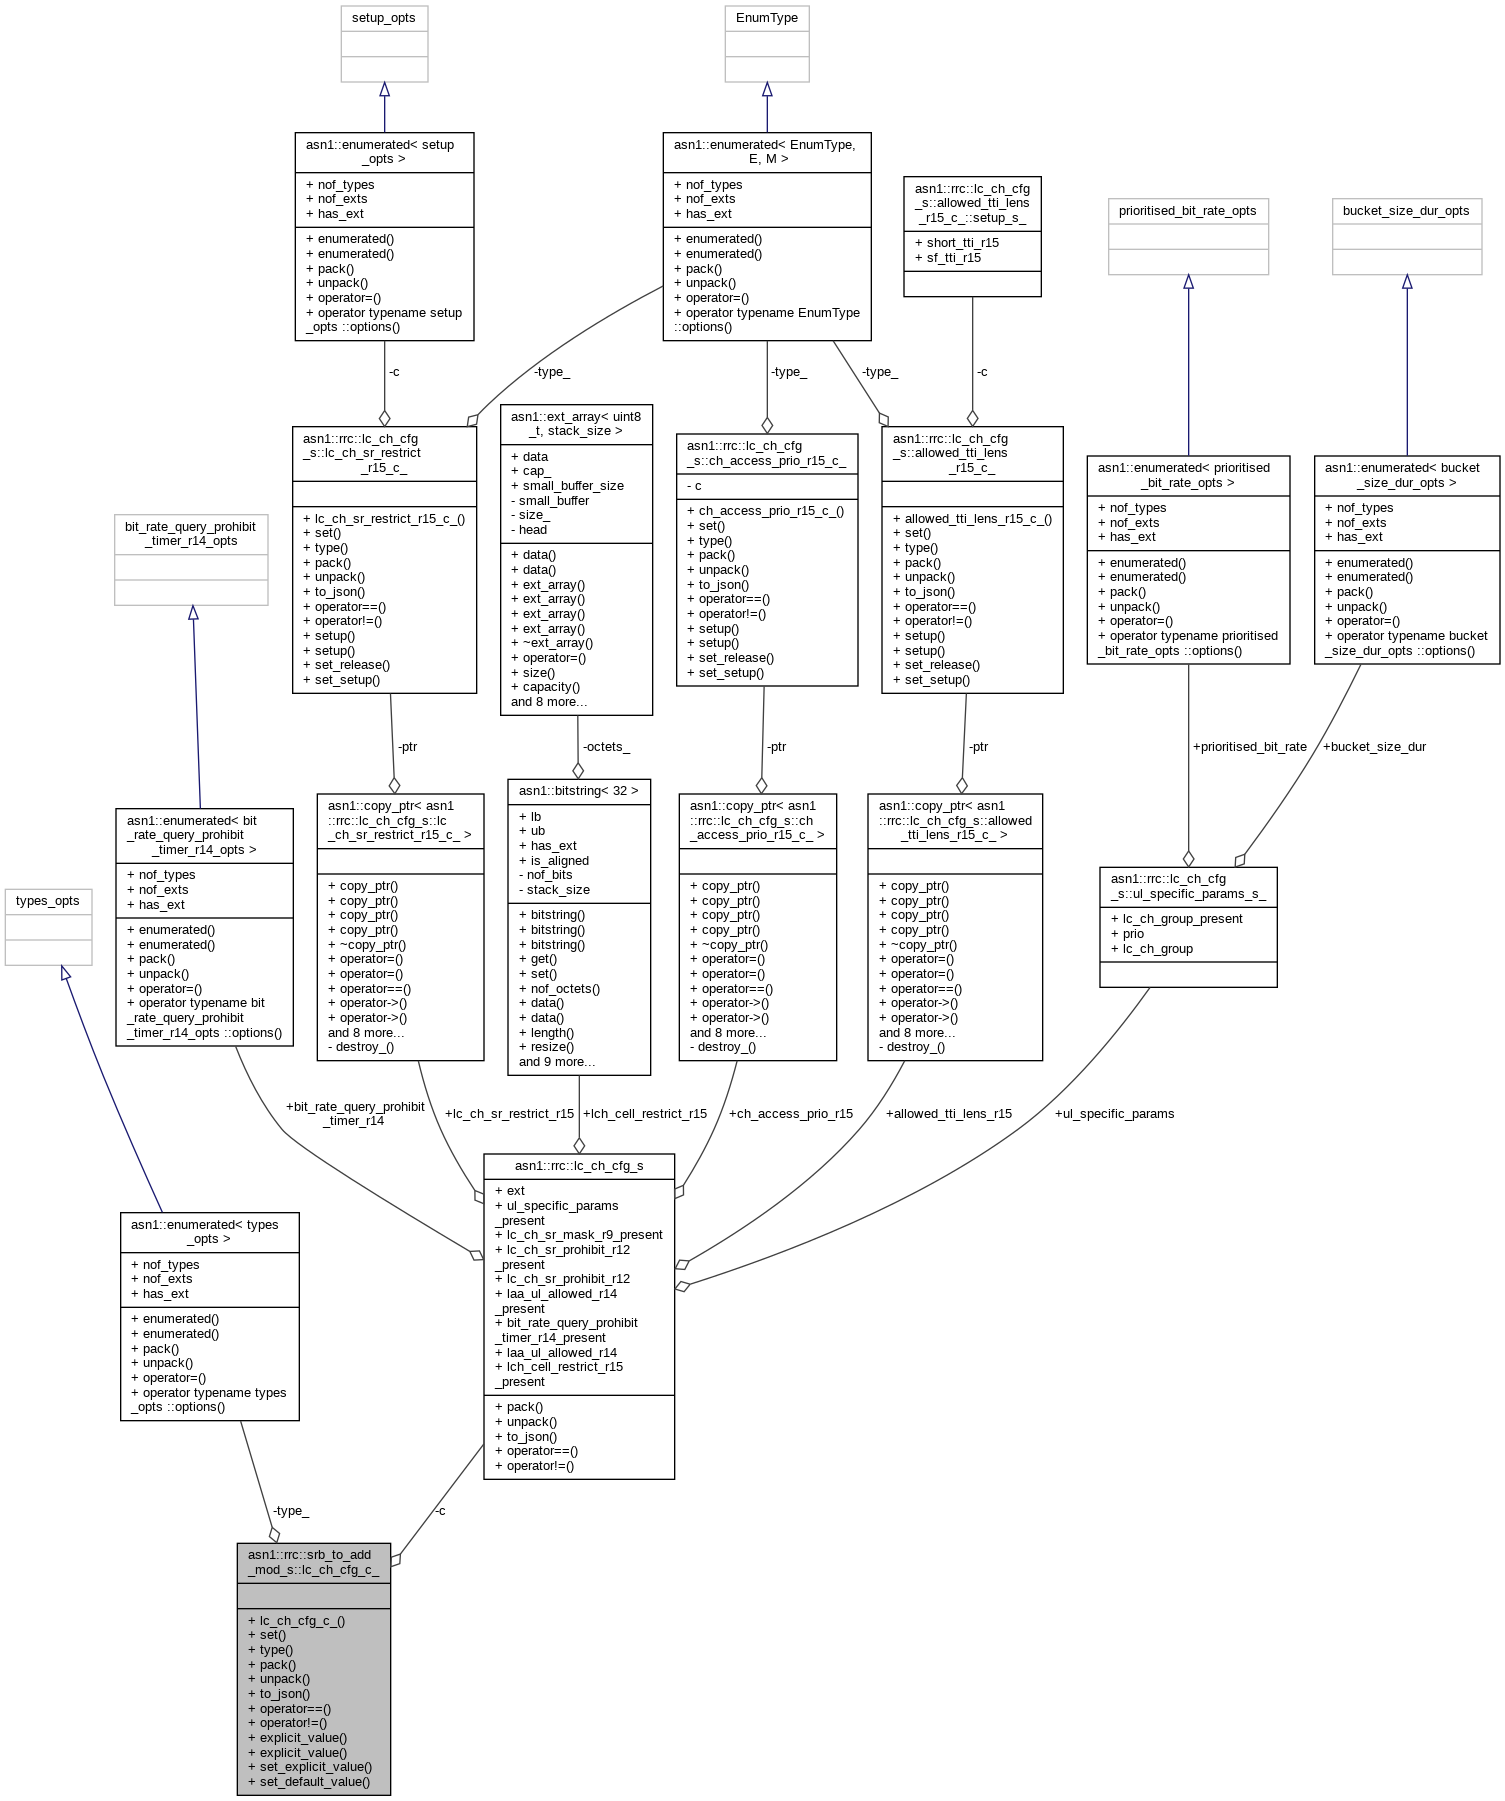 setup_opts
EnumType
asn1::enumerated< setup
_opts >
+ nof_types
+ nof_exts
+ has_ext
+ enumerated()
+ enumerated()
+ pack()
+ unpack()
+ operator=()
+ operator typename setup
_opts ::options()
asn1::enumerated< EnumType,
E, M >
+ nof_types
+ nof_exts
+ has_ext
+ enumerated()
+ enumerated()
+ pack()
+ unpack()
+ operator=()
+ operator typename EnumType
::options()
asn1::rrc::lc_ch_cfg
_s::allowed_tti_lens
_r15_c_::setup_s_
+ short_tti_r15
+ sf_tti_r15
prioritised_bit_rate_opts
bucket_size_dur_opts
-c
-type_
-type_
-type_
-c
asn1::rrc::lc_ch_cfg
_s::lc_ch_sr_restrict
_r15_c_
+ lc_ch_sr_restrict_r15_c_()
+ set()
+ type()
+ pack()
+ unpack()
+ to_json()
+ operator==()
+ operator!=()
+ setup()
+ setup()
+ set_release()
+ set_setup()
asn1::ext_array< uint8
_t, stack_size >
+ data
+ cap_
+ small_buffer_size
- small_buffer
- size_
- head
+ data()
+ data()
+ ext_array()
+ ext_array()
+ ext_array()
+ ext_array()
+ ~ext_array()
+ operator=()
+ size()
+ capacity()
and 8 more...
asn1::rrc::lc_ch_cfg
_s::ch_access_prio_r15_c_
- c
+ ch_access_prio_r15_c_()
+ set()
+ type()
+ pack()
+ unpack()
+ to_json()
+ operator==()
+ operator!=()
+ setup()
+ setup()
+ set_release()
+ set_setup()
asn1::rrc::lc_ch_cfg
_s::allowed_tti_lens
_r15_c_
+ allowed_tti_lens_r15_c_()
+ set()
+ type()
+ pack()
+ unpack()
+ to_json()
+ operator==()
+ operator!=()
+ setup()
+ setup()
+ set_release()
+ set_setup()
asn1::enumerated< prioritised
_bit_rate_opts >
+ nof_types
+ nof_exts
+ has_ext
+ enumerated()
+ enumerated()
+ pack()
+ unpack()
+ operator=()
+ operator typename prioritised
_bit_rate_opts ::options()
asn1::enumerated< bucket
_size_dur_opts >
+ nof_types
+ nof_exts
+ has_ext
+ enumerated()
+ enumerated()
+ pack()
+ unpack()
+ operator=()
+ operator typename bucket
_size_dur_opts ::options()
bit_rate_query_prohibit
_timer_r14_opts
-ptr
-octets_
-ptr
-ptr
+prioritised_bit_rate
+bucket_size_dur
asn1::enumerated< bit
_rate_query_prohibit
_timer_r14_opts >
+ nof_types
+ nof_exts
+ has_ext
+ enumerated()
+ enumerated()
+ pack()
+ unpack()
+ operator=()
+ operator typename bit
_rate_query_prohibit
_timer_r14_opts ::options()
asn1::copy_ptr< asn1
::rrc::lc_ch_cfg_s::lc
_ch_sr_restrict_r15_c_ >
+ copy_ptr()
+ copy_ptr()
+ copy_ptr()
+ copy_ptr()
+ ~copy_ptr()
+ operator=()
+ operator=()
+ operator==()
+ operator->()
+ operator->()
and 8 more...
- destroy_()
asn1::bitstring< 32 >
+ lb
+ ub
+ has_ext
+ is_aligned
- nof_bits
- stack_size
+ bitstring()
+ bitstring()
+ bitstring()
+ get()
+ set()
+ nof_octets()
+ data()
+ data()
+ length()
+ resize()
and 9 more...
asn1::copy_ptr< asn1
::rrc::lc_ch_cfg_s::ch
_access_prio_r15_c_ >
+ copy_ptr()
+ copy_ptr()
+ copy_ptr()
+ copy_ptr()
+ ~copy_ptr()
+ operator=()
+ operator=()
+ operator==()
+ operator->()
+ operator->()
and 8 more...
- destroy_()
asn1::copy_ptr< asn1
::rrc::lc_ch_cfg_s::allowed
_tti_lens_r15_c_ >
+ copy_ptr()
+ copy_ptr()
+ copy_ptr()
+ copy_ptr()
+ ~copy_ptr()
+ operator=()
+ operator=()
+ operator==()
+ operator->()
+ operator->()
and 8 more...
- destroy_()
asn1::rrc::lc_ch_cfg
_s::ul_specific_params_s_
+ lc_ch_group_present
+ prio
+ lc_ch_group
types_opts
+bit_rate_query_prohibit
_timer_r14
+lc_ch_sr_restrict_r15
+lch_cell_restrict_r15
+ch_access_prio_r15
+allowed_tti_lens_r15
+ul_specific_params
asn1::enumerated< types
_opts >
+ nof_types
+ nof_exts
+ has_ext
+ enumerated()
+ enumerated()
+ pack()
+ unpack()
+ operator=()
+ operator typename types
_opts ::options()
asn1::rrc::lc_ch_cfg_s
+ ext
+ ul_specific_params
_present
+ lc_ch_sr_mask_r9_present
+ lc_ch_sr_prohibit_r12
_present
+ lc_ch_sr_prohibit_r12
+ laa_ul_allowed_r14
_present
+ bit_rate_query_prohibit
_timer_r14_present
+ laa_ul_allowed_r14
+ lch_cell_restrict_r15
_present
+ pack()
+ unpack()
+ to_json()
+ operator==()
+ operator!=()
-type_
-c
asn1::rrc::srb_to_add
_mod_s::lc_ch_cfg_c_
+ lc_ch_cfg_c_()
+ set()
+ type()
+ pack()
+ unpack()
+ to_json()
+ operator==()
+ operator!=()
+ explicit_value()
+ explicit_value()
+ set_explicit_value()
+ set_default_value()